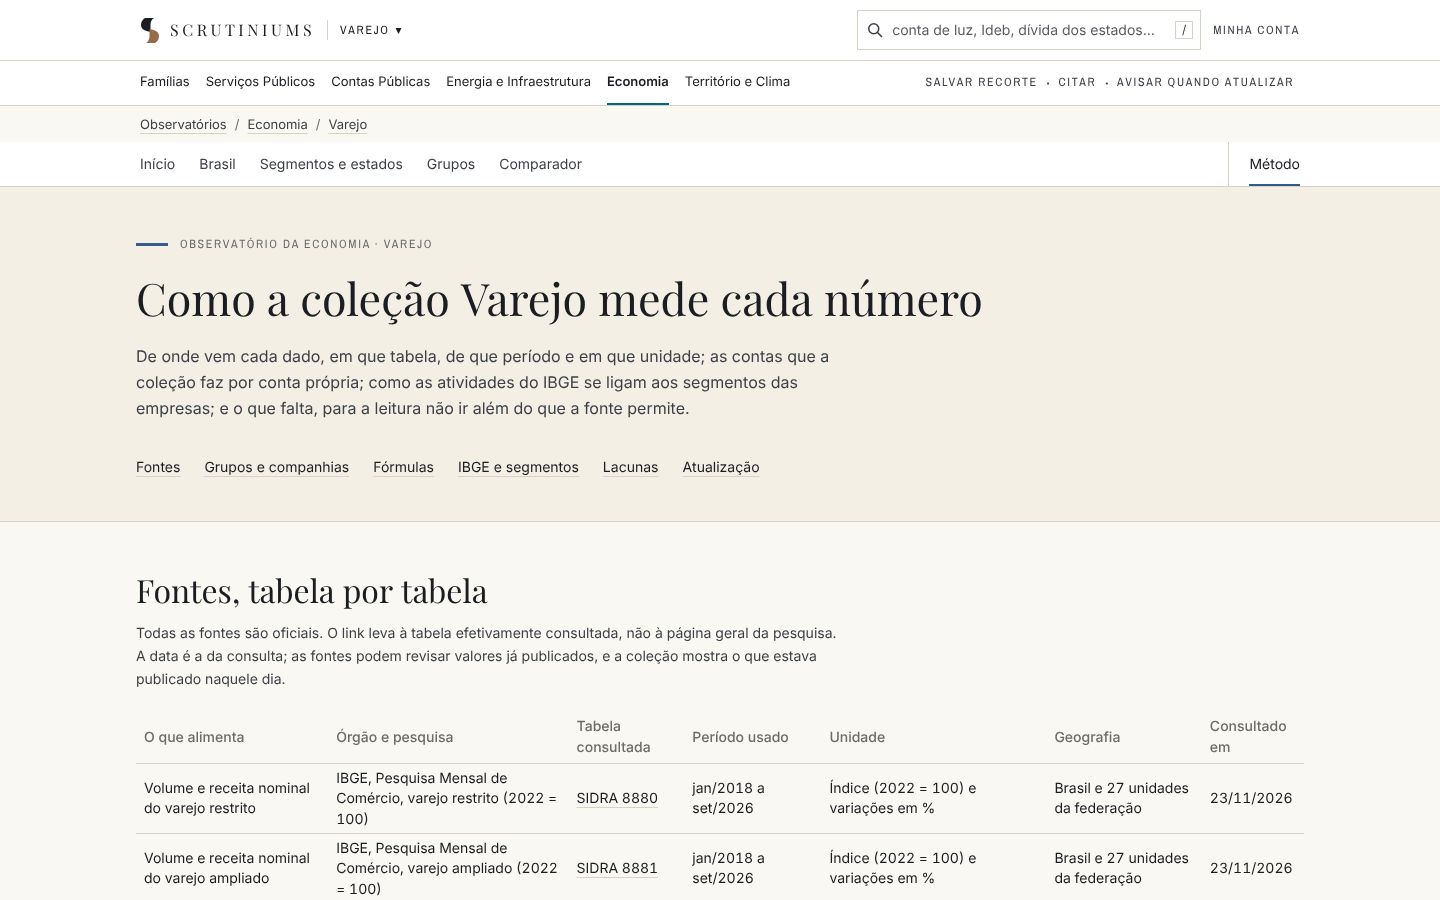 SCRUTINIUMS
VAREJO ▼
conta de luz, Ideb, dívida dos estados...
/
MINHA CONTA
Famílias
Serviços Públicos
Contas Públicas
Energia e Infraestrutura
Economia
Território e Clima
SALVAR RECORTE • CITAR • AVISAR QUANDO ATUALIZAR
Observatórios / Economia / Varejo
Início
Brasil
Segmentos e estados
Grupos
Comparador
Método
OBSERVATÓRIO DA ECONOMIA · VAREJO
Como a coleção Varejo mede cada número
De onde vem cada dado, em que tabela, de que período e em que unidade; as contas que a
coleção faz por conta própria; como as atividades do IBGE se ligam aos segmentos das
empresas; e o que falta, para a leitura não ir além do que a fonte permite.
Fontes
Grupos e companhias
Fórmulas
IBGE e segmentos
Lacunas
Atualização
Fontes, tabela por tabela
Todas as fontes são oficiais. O link leva à tabela efetivamente consultada, não à página geral da pesquisa.
A data é a da consulta; as fontes podem revisar valores já publicados, e a coleção mostra o que estava
publicado naquele dia.
O que alimenta
Órgão e pesquisa
Tabela
consultada
Período usado
Unidade
Geografia
Consultado
em
Volume e receita nominal
do varejo restrito
IBGE, Pesquisa Mensal de
Comércio, varejo restrito (2022 =
100)
SIDRA 8880
jan/2018 a
set/2026
Índice (2022 = 100) e
variações em %
Brasil e 27 unidades
da federação
23/11/2026
Volume e receita nominal
do varejo ampliado
IBGE, Pesquisa Mensal de
Comércio, varejo ampliado (2022
= 100)
SIDRA 8881
jan/2018 a
set/2026
Índice (2022 = 100) e
variações em %
Brasil e 27 unidades
da federação
23/11/2026